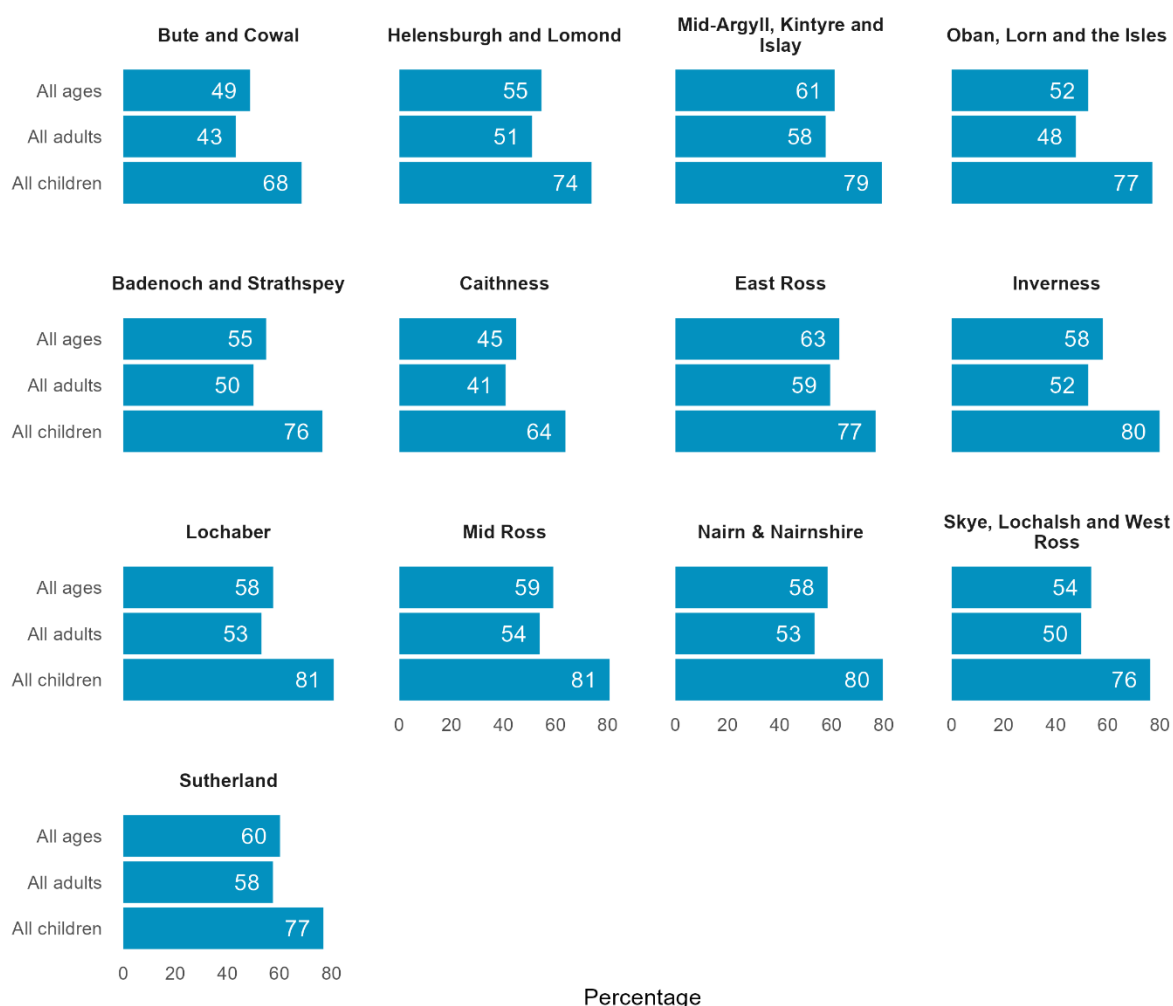 Bute and Cowal
Helensburgh and Lomond
Mid-Argyll, Kintyre and
Islay
Oban, Lorn and the Isles
All ages 49 55 61 52
All adults 43 51 58 48
All children 68 74 79 77
Badenoch and Strathspey
Caithness
East Ross
Inverness
All ages 55 45 63 58
All adults 50 41 59 52
All children 76 64 77 80
Lochaber
Mid Ross
Nairn & Nairnshire
Skye, Lochalsh and West
Ross
All ages 58 59 58 54
All adults 53 54 53 50
All children 81 81 80 76
0 20 40 60 80 0 20 40 60 80 0 20 40 60 80
Sutherland
All ages 60
All adults 58
All children 77
0 20 40 60 80
Percentage